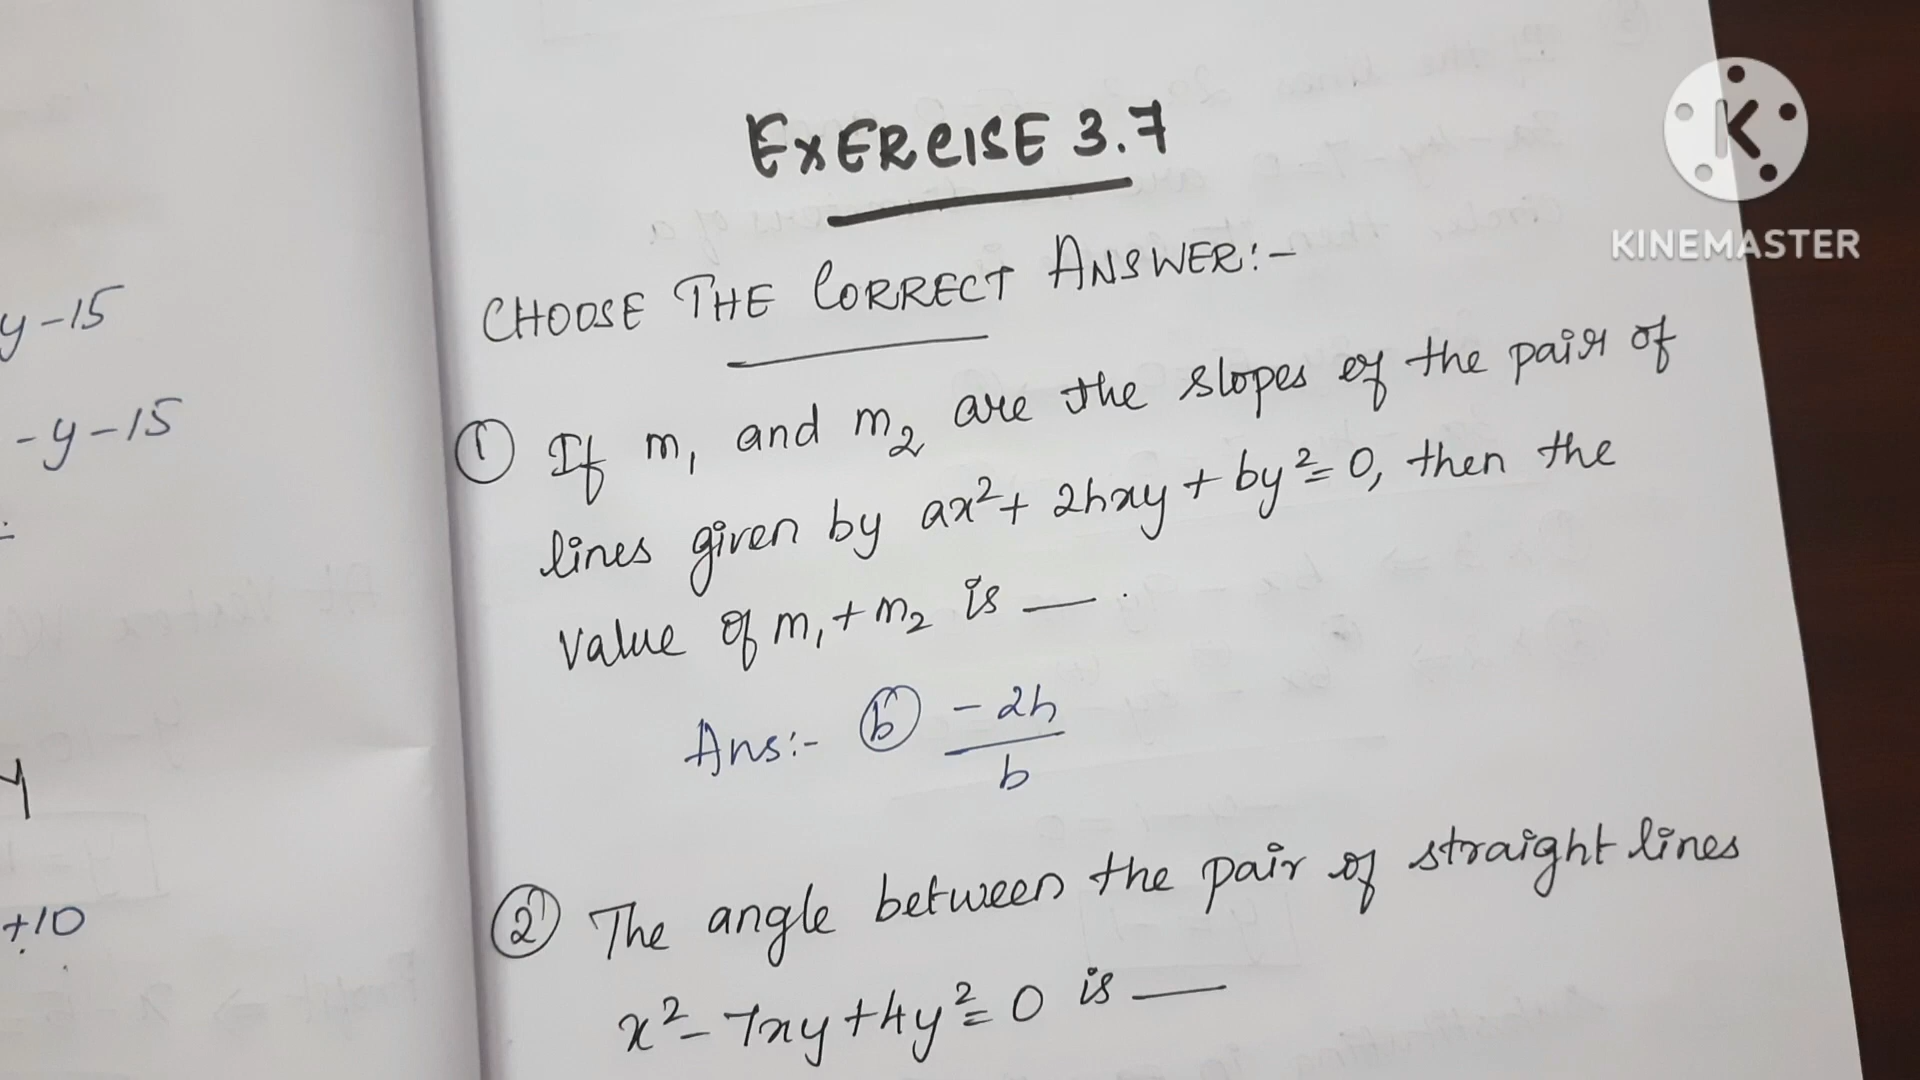 y-15
-y-15
y
+10
EXERCISE 3.7
CHOOSE THE CORRECT ANSWER:-
① If m₁ and m₂ are the slopes of the pair of
lines given by ax²+ 2hxy + by²= 0, then the
value of m₁+m₂ is —.
Ans:- ⓑ -2h/b
② The angle between the pair of straight lines
x²- 7xy +4y²= 0 is —
K
KINEMASTER